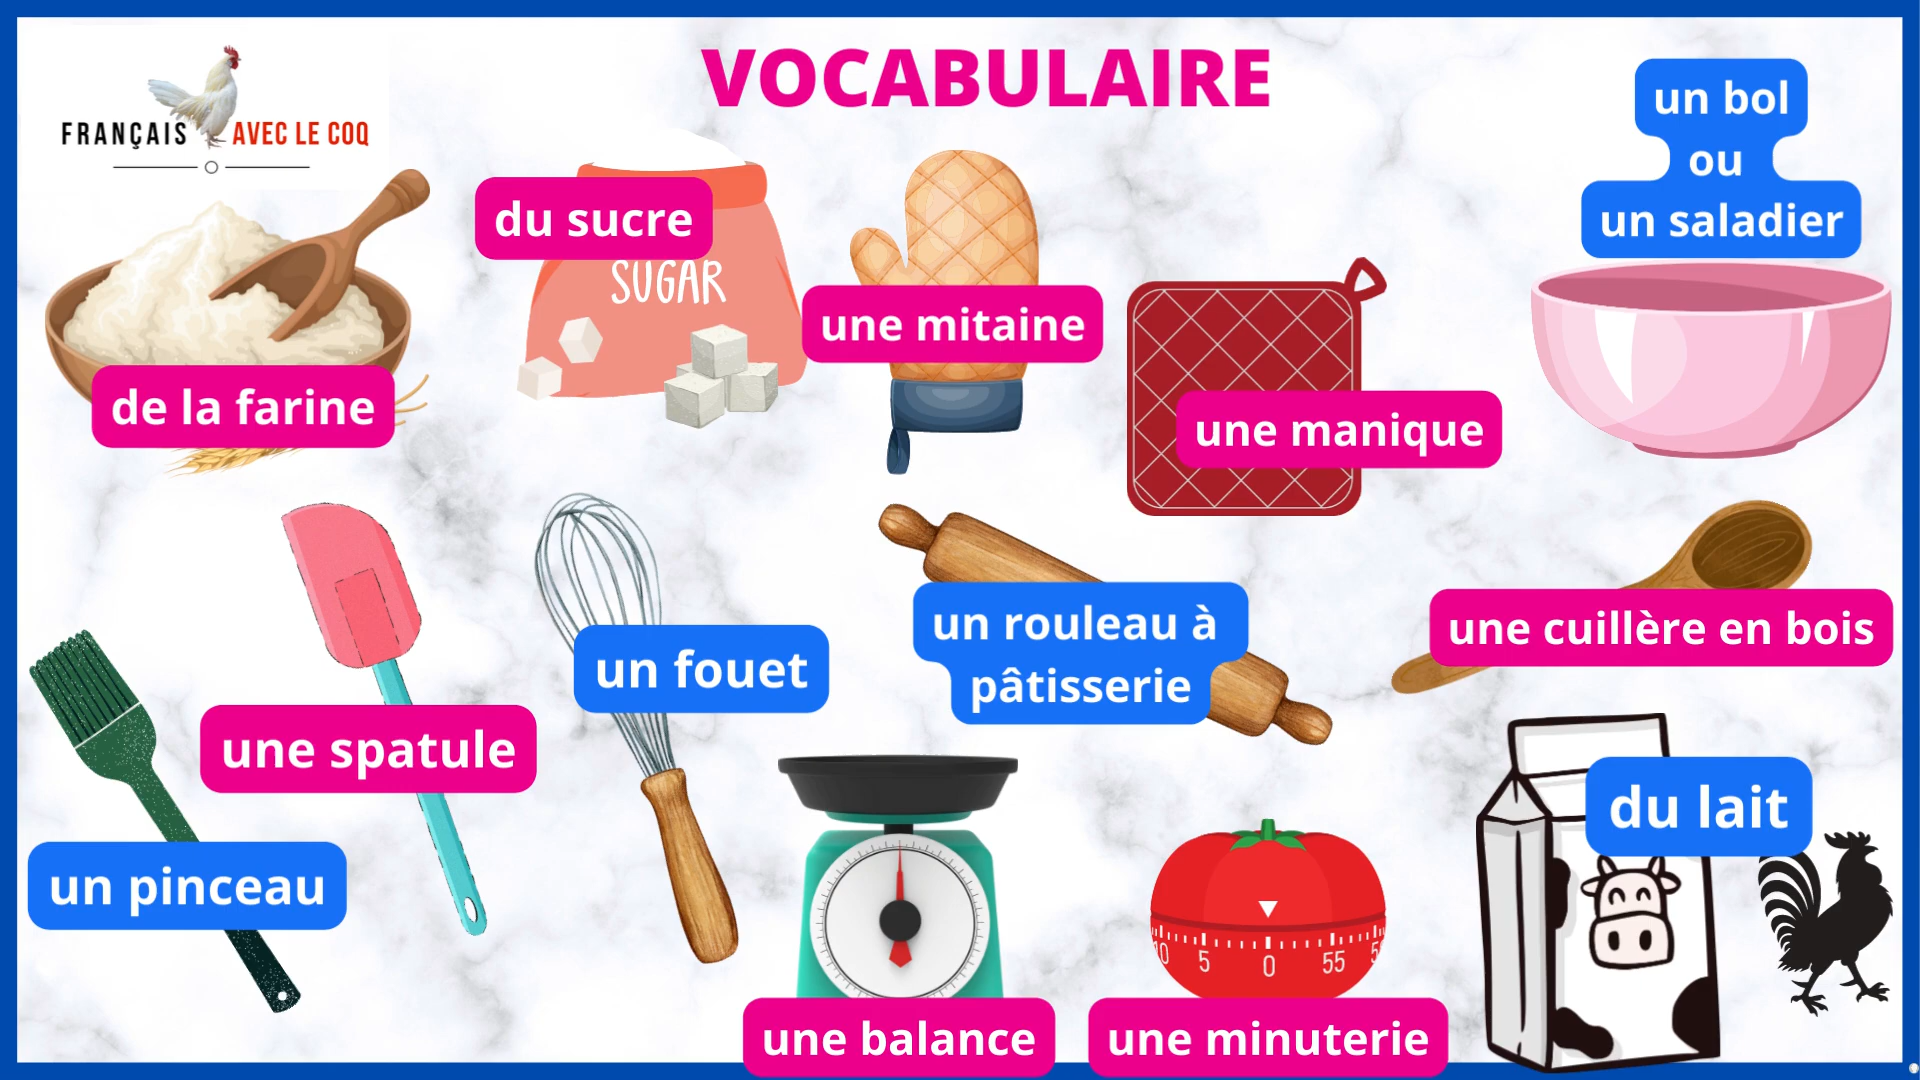 VOCABULAIRE
FRANÇAIS AVEC LE COQ
un bol
ou
un saladier
du sucre
SUGAR
une mitaine
de la farine
une manique
un fouet
un rouleau à
pâtisserie
une cuillère en bois
une spatule
du lait
un pinceau
10 5 0 55 5
une balance
une minuterie